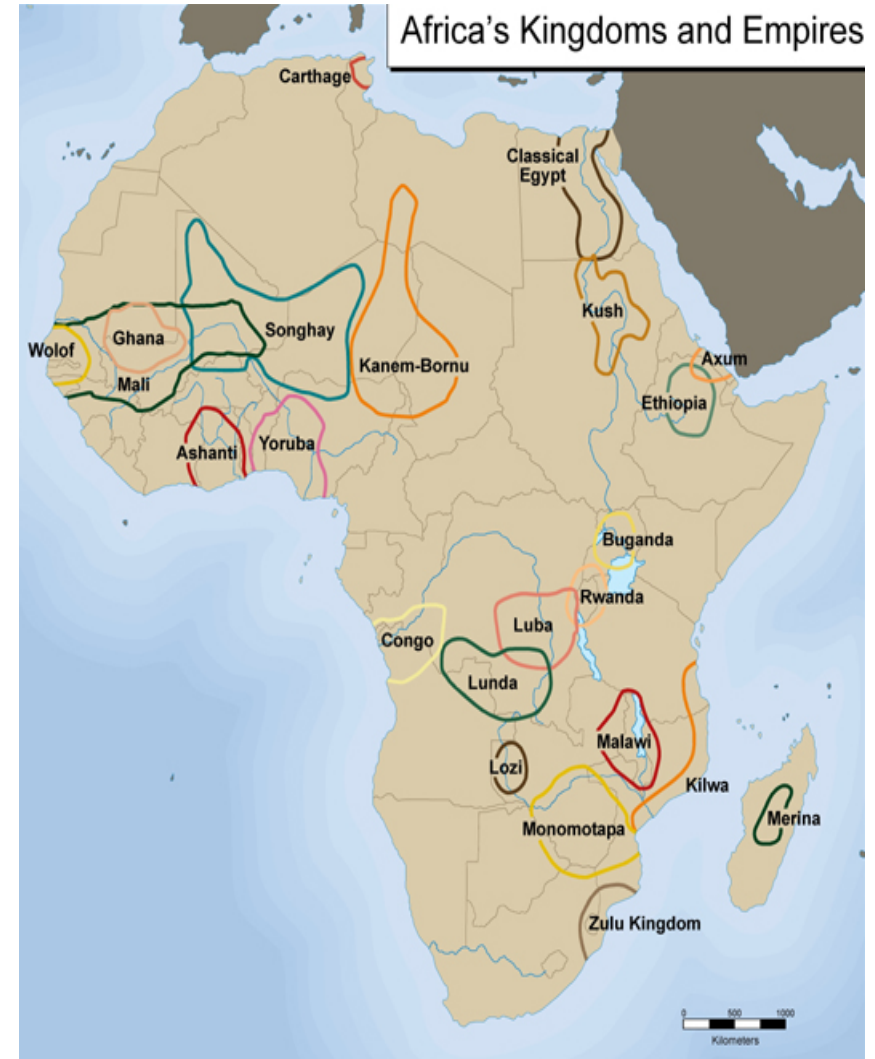 Africa's Kingdoms and Empires
Carthage
Classical
Egypt
Kush
Songhay
Ghana
Wolof
Kanem-Bornu
Axum
Mali
Ethiopia
Yoruba
Ashanti
Buganda
Rwanda
Luba
Congo
Lunda
Malawi
Lozi
Kilwa
Merina
Monomotapa
Zulu Kingdom
0 500 1000
Kilometers